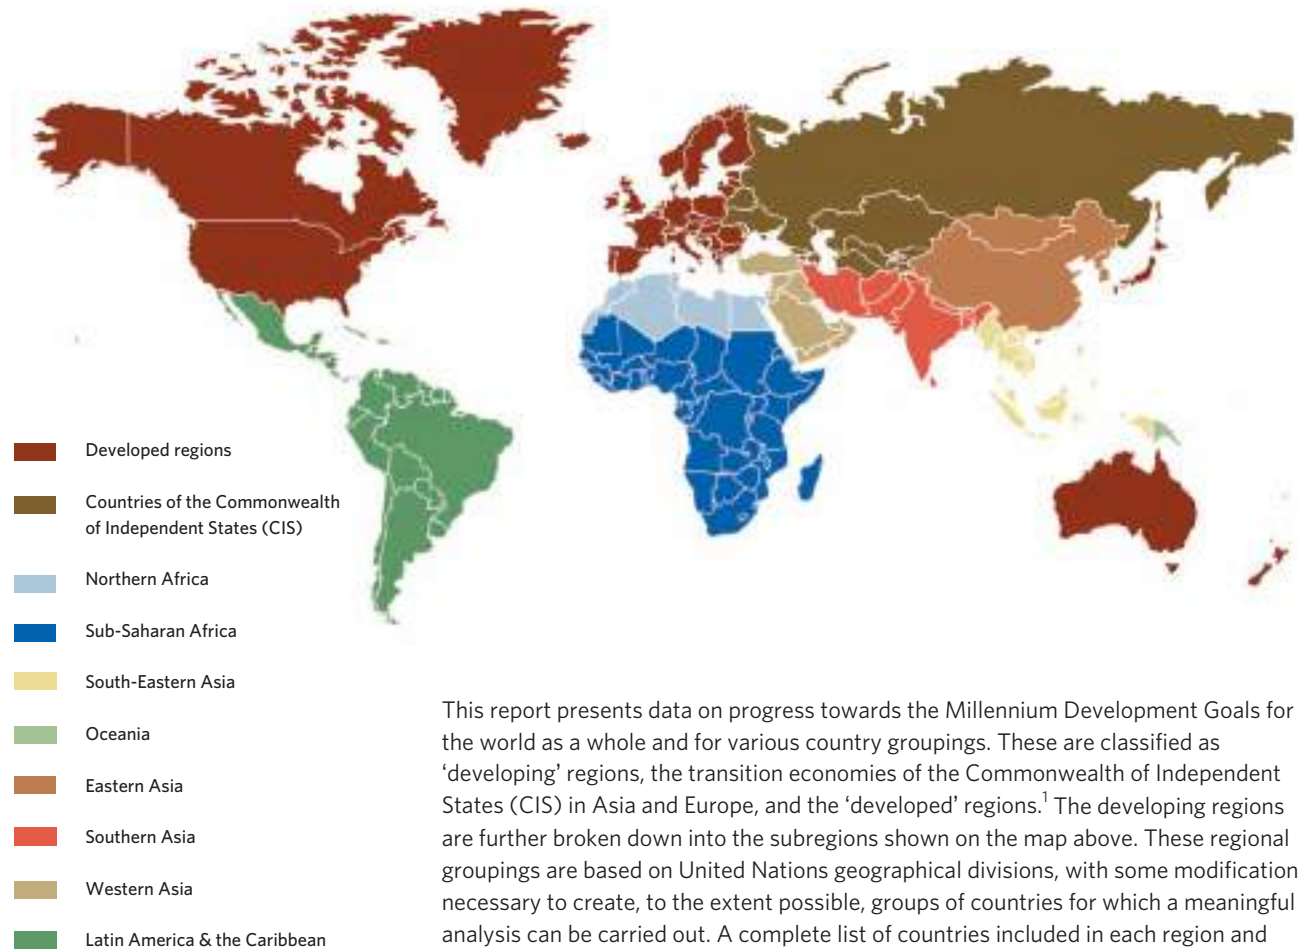 Developed regions
Countries of the Commonwealth
of Independent States (CIS)
Northern Africa
Sub-Saharan Africa
South-Eastern Asia
Oceania
Eastern Asia
Southern Asia
Western Asia
Latin America & the Caribbean
This report presents data on progress towards the Millennium Development Goals for
the world as a whole and for various country groupings. These are classified as
‘developing’ regions, the transition economies of the Commonwealth of Independent
States (CIS) in Asia and Europe, and the ‘developed’ regions.¹ The developing regions
are further broken down into the subregions shown on the map above. These regional
groupings are based on United Nations geographical divisions, with some modification
necessary to create, to the extent possible, groups of countries for which a meaningful
analysis can be carried out. A complete list of countries included in each region and